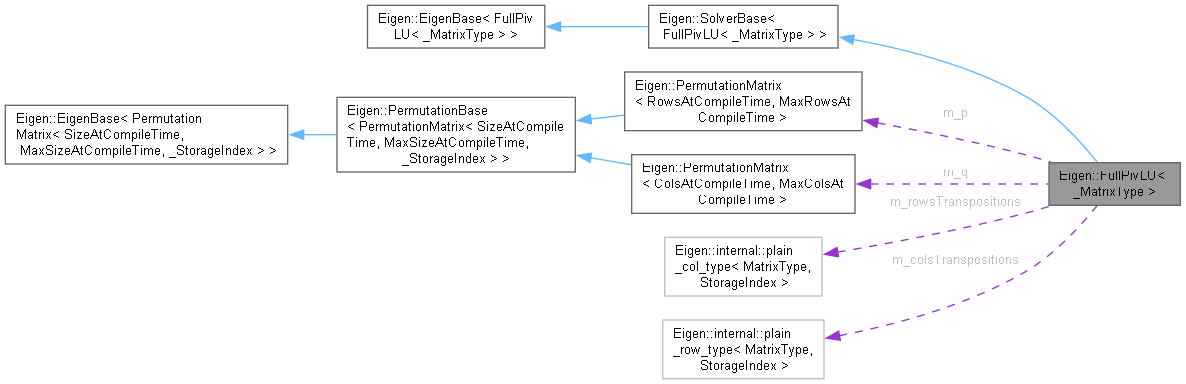 Eigen::EigenBase< FullPiv
LU< _MatrixType > >
Eigen::SolverBase<
FullPivLU< _MatrixType > >
Eigen::EigenBase< Permutation
Matrix< SizeAtCompileTime,
MaxSizeAtCompileTime, _StorageIndex > >
Eigen::PermutationBase
< PermutationMatrix< SizeAtCompile
Time, MaxSizeAtCompileTime,
_StorageIndex > >
Eigen::PermutationMatrix
< RowsAtCompileTime, MaxRowsAt
CompileTime >
Eigen::PermutationMatrix
< ColsAtCompileTime, MaxColsAt
CompileTime >
m_p
m_q
m_rowsTranspositions
m_colsTranspositions
Eigen::FullPivLU<
_MatrixType >
Eigen::internal::plain
_col_type< MatrixType,
StorageIndex >
Eigen::internal::plain
_row_type< MatrixType,
StorageIndex >